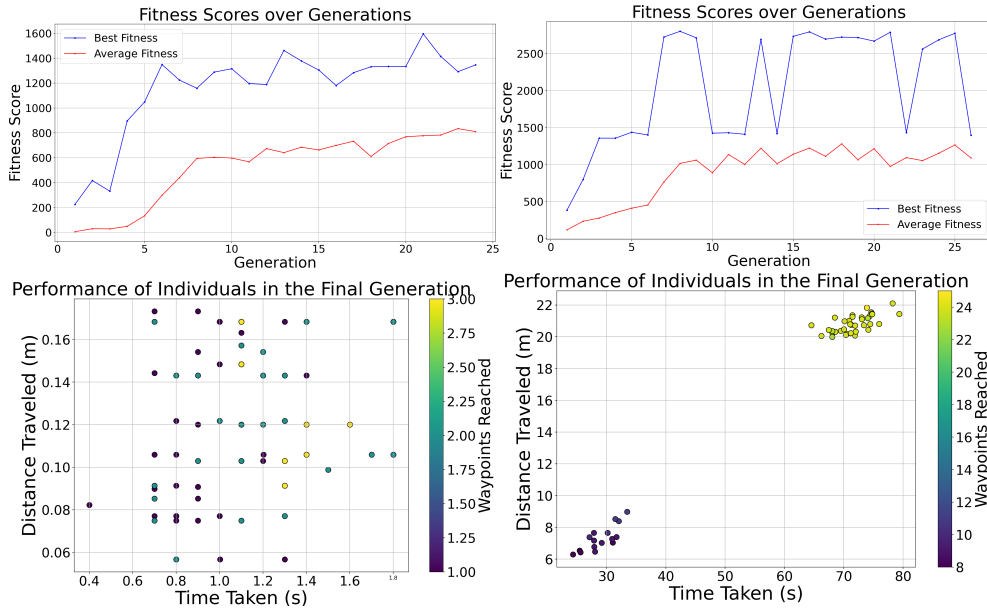 Fitness Scores over Generations
1600
1400
1200
1000
800
600
400
200
0
Fitness Score
Best Fitness
Average Fitness
0 5 10 15 20 25
Generation
Fitness Scores over Generations
2500
2000
1500
1000
500
0
Fitness Score
Best Fitness
Average Fitness
0 5 10 15 20 25
Generation
Performance of Individuals in the Final Generation
0.16
0.14
0.12
0.10
0.08
0.06
Distance Traveled (m)
0.4 0.6 0.8 1.0 1.2 1.4 1.6 1.8
Time Taken (s)
3.00
2.75
2.50
2.25
2.00
1.75
1.50
1.25
1.00
Waypoints Reached
Performance of Individuals in the Final Generation
22
20
18
16
14
12
10
8
6
Distance Traveled (m)
30 40 50 60 70 80
Time Taken (s)
24
22
20
18
16
14
12
10
8
Waypoints Reached